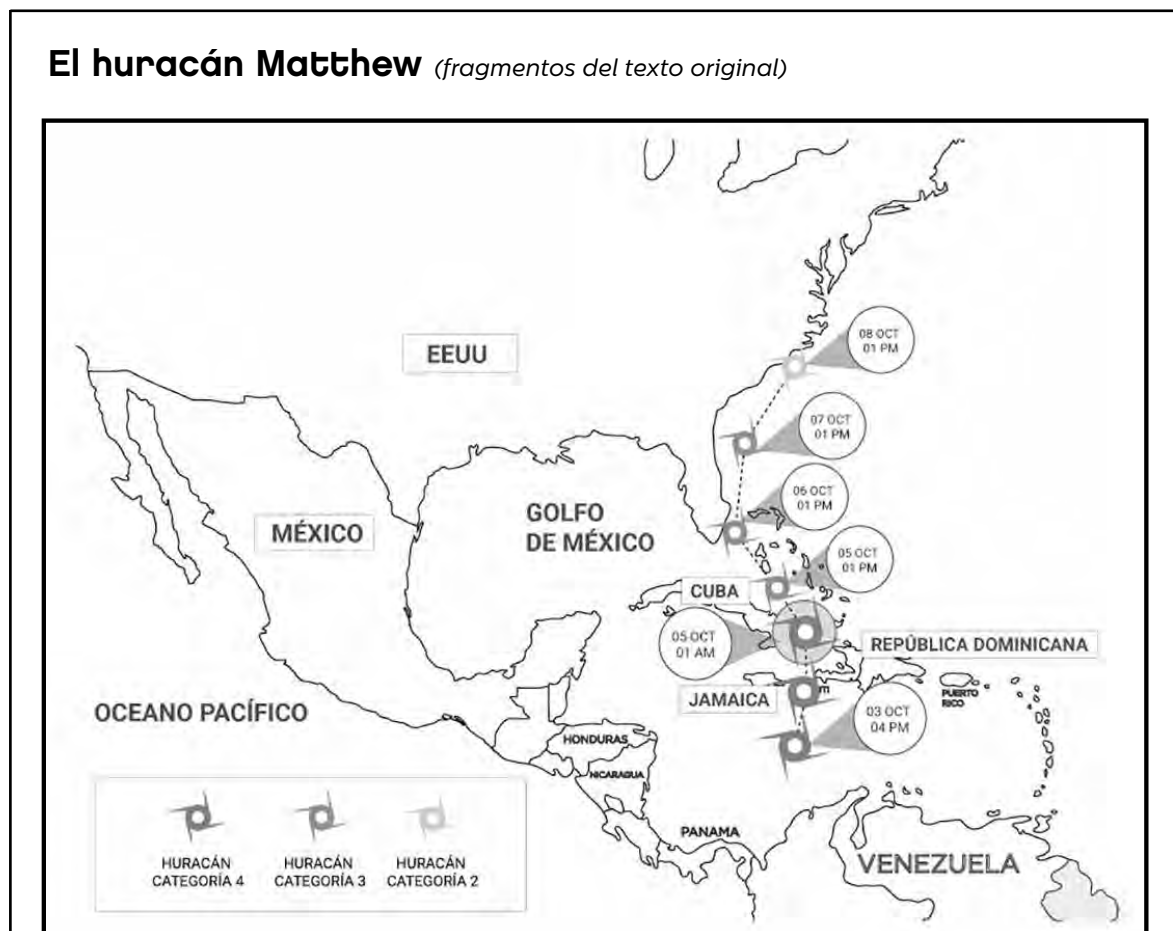 El huracán Matthew (fragmentos del texto original)
08 OCT
01 PM
EEUU
07 OCT
01 PM
06 OCT
01 PM
GOLFO
DE MÉXICO
MÉXICO
05 OCT
01 PM
CUBA
05 OCT
01 AM
REPÚBLICA DOMINICANA
JAMAICA
PUERTO
RICO
OCEANO PACÍFICO
03 OCT
04 PM
HONDURAS
NICARAGUA
PANAMA
VENEZUELA
HURACÁN
CATEGORÍA 4
HURACÁN
CATEGORÍA 3
HURACÁN
CATEGORÍA 2